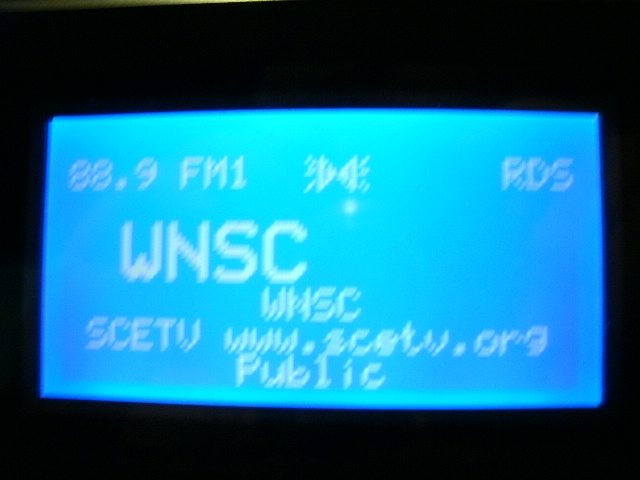 88.9 FM1 RDS
WNSC
WNSC
SCETV www.scetv.org
Public